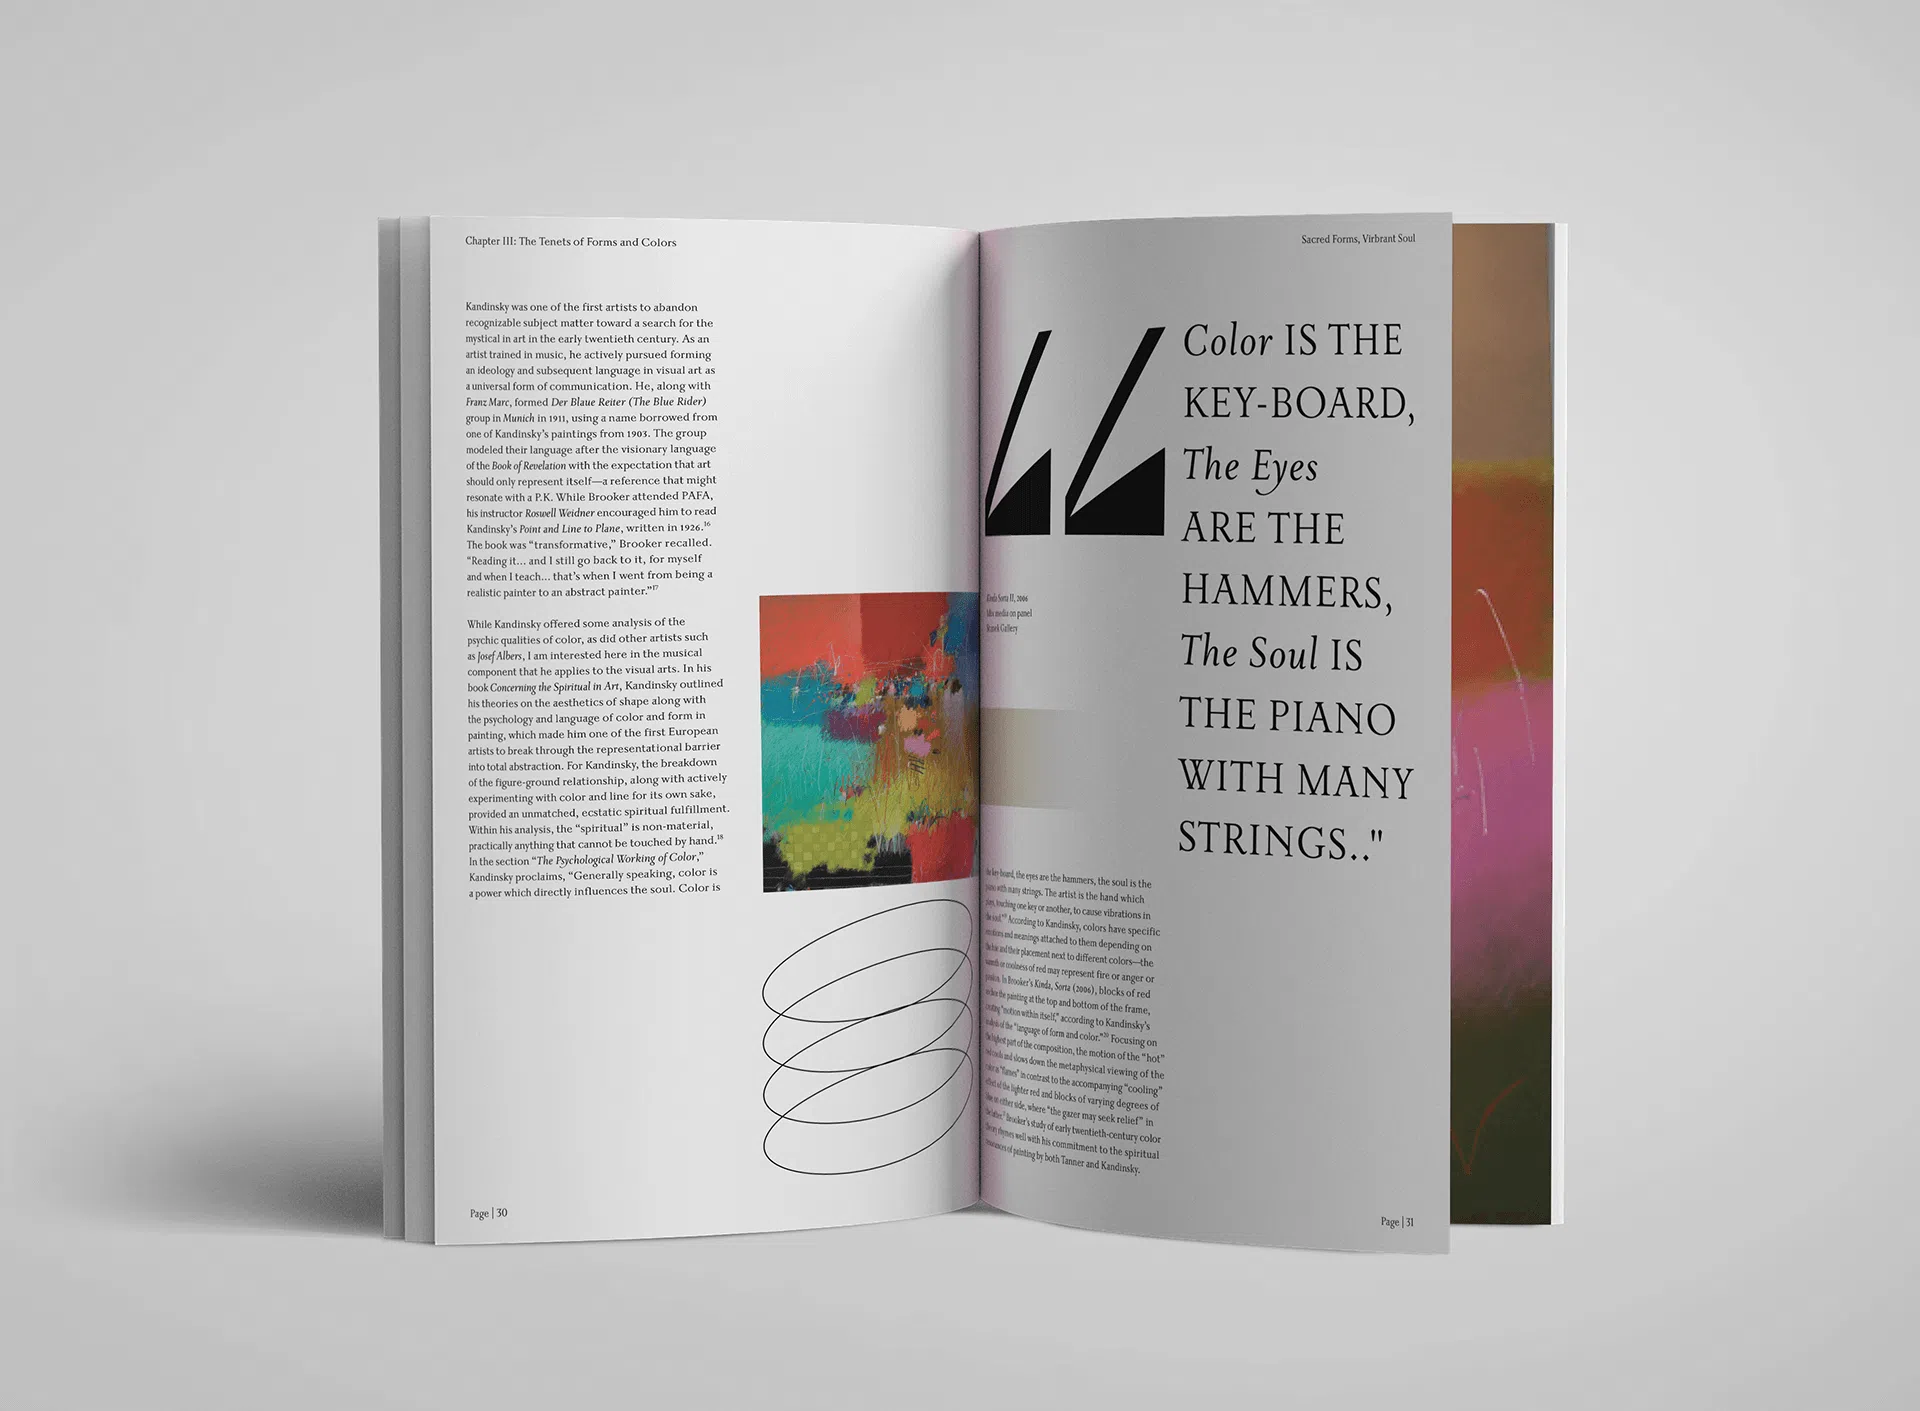 Chapter III: The Tenets of Forms and Colors
Kandinsky was one of the first artists to abandon
recognizable subject matter toward a search for the
mystical in art in the early twentieth century. As an
artist trained in music, he actively pursued forming
an ideology and subsequent language in visual art as
a universal form of communication. He, along with
Franz Marc, formed Der Blaue Reiter (The Blue Rider)
group in Munich in 1911, using a name borrowed from
one of Kandinsky's paintings from 1903. The group
modeled their language after the visionary language
of the Book of Revelation with the expectation that art
should only represent itself—a reference that might
resonate with a P.K. While Brooker attended PAFA,
his instructor Roswell Weidner encouraged him to read
Kandinsky's Point and Line to Plane, written in 1926.16
The book was “transformative,” Brooker recalled.
“Reading it... and I still go back to it, for myself
and when I teach... that's when I went from being a
realistic painter to an abstract painter.”17
While Kandinsky offered some analysis of the
psychic qualities of color, as did other artists such
as Josef Albers, I am interested here in the musical
component that he applies to the visual arts. In his
book Concerning the Spiritual in Art, Kandinsky outlined
his theories on the aesthetics of shape along with
the psychology and language of color and form in
painting, which made him one of the first European
artists to break through the representational barrier
into total abstraction. For Kandinsky, the breakdown
of the figure-ground relationship, along with actively
experimenting with color and line for its own sake,
provided an unmatched, ecstatic spiritual fulfillment.
Within his analysis, the “spiritual” is non-material,
practically anything that cannot be touched by hand.18
In the section “The Psychological Working of Color,”
Kandinsky proclaims, “Generally speaking, color is
a power which directly influences the soul. Color is
Page | 30
Sacred Forms, Virbrant Soul
“
Color IS THE
KEY-BOARD,
The Eyes
ARE THE
HAMMERS,
The Soul IS
THE PIANO
WITH MANY
STRINGS.."
Sorta II, 2006
media on panel
Gallery
key-board, the eyes are the hammers, the soul is the
piano with many strings. The artist is the hand which
plays, touching one key or another, to cause vibrations in
the soul.”19 According to Kandinsky, colors have specific
emotions and meanings attached to them depending on
the hue and their placement next to different colors—the
warmth or coolness of red may represent fire or anger or
passion. In Brooker's Kinda, Sorta (2006), blocks of red
the painting at the top and bottom of the frame,
creating “motion within itself,” according to Kandinsky's
analysis of the “language of form and color.”20 Focusing on
the highest part of the composition, the motion of the “hot”
red and slows down the metaphysical viewing of the
color as “flames” in contrast to the accompanying “cooling”
effect of the lighter red and blocks of varying degrees of
blue on either side, where “the gazer may seek relief” in
the latter. Brooker's study of early twentieth-century color
theory rhymes well with his commitment to the spiritual
of painting by both Tanner and Kandinsky.
Page | 31